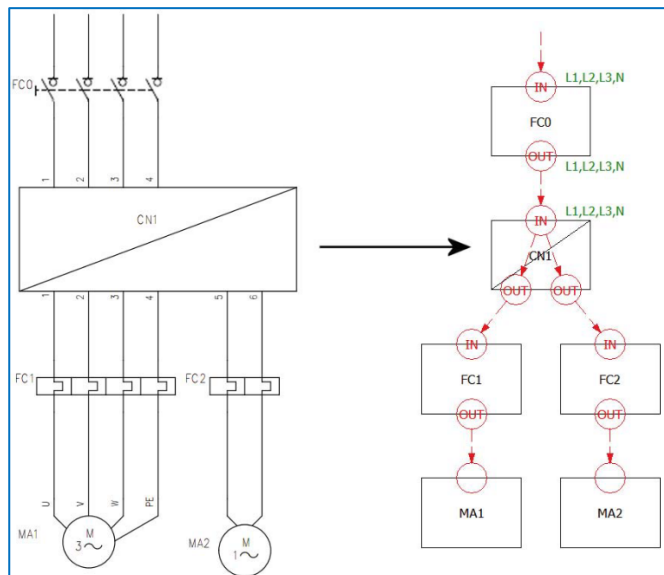 FC0
1 2 3 4
CN1
1 2 3 4 5 6
FC1
FC2
U V W PE
MA1
M
3~
MA2
M
1~
IN
L1,L2,L3,N
FC0
OUT
L1,L2,L3,N
IN
L1,L2,L3,N
CN1
OUT
OUT
IN
IN
FC1
FC2
OUT
OUT
MA1
MA2